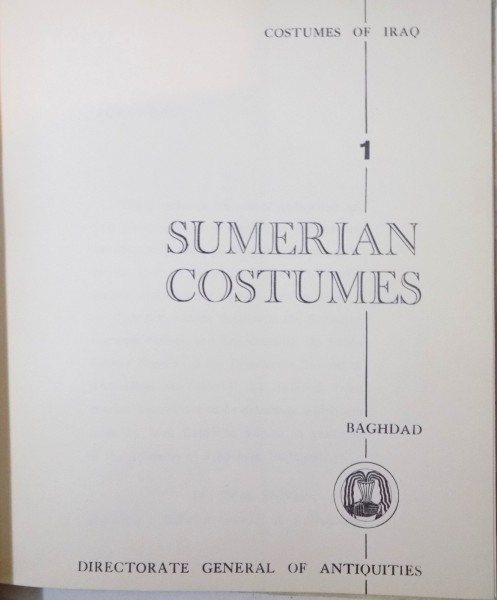 COSTUMES OF IRAQ
1
SUMERIAN
COSTUMES
BAGHDAD
DIRECTORATE GENERAL OF ANTIQUITIES